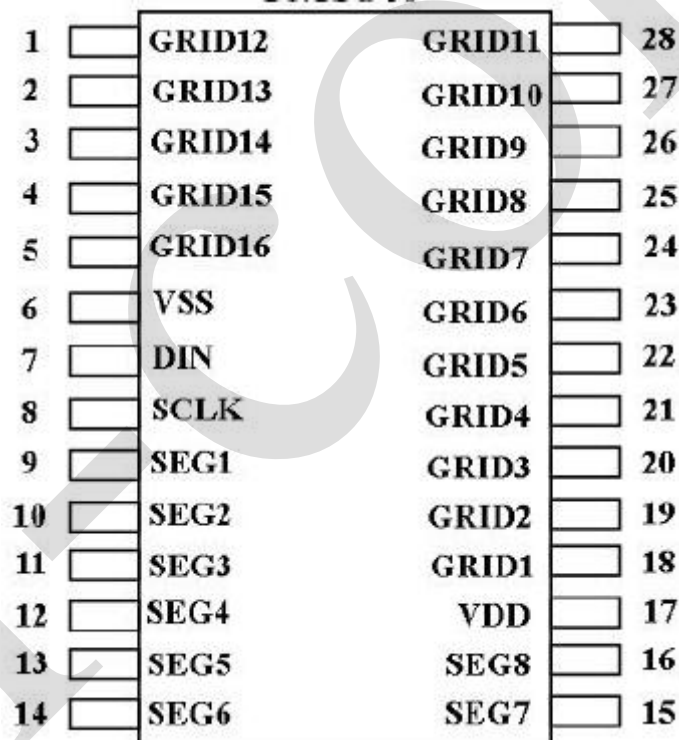 1 GRID12 GRID11 28
2 GRID13 GRID10 27
3 GRID14 GRID9 26
4 GRID15 GRID8 25
5 GRID16 GRID7 24
6 VSS GRID6 23
7 DIN GRID5 22
8 SCLK GRID4 21
9 SEG1 GRID3 20
10 SEG2 GRID2 19
11 SEG3 GRID1 18
12 SEG4 VDD 17
13 SEG5 SEG8 16
14 SEG6 SEG7 15